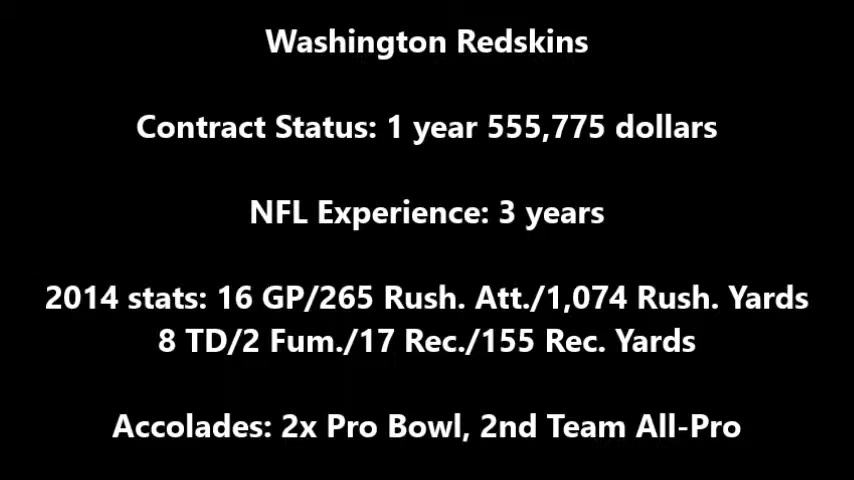 Washington Redskins
Contract Status: 1 year 555,775 dollars
NFL Experience: 3 years
2014 stats: 16 GP/265 Rush. Att./1,074 Rush. Yards
8 TD/2 Fum./17 Rec./155 Rec. Yards
Accolades: 2x Pro Bowl, 2nd Team All-Pro